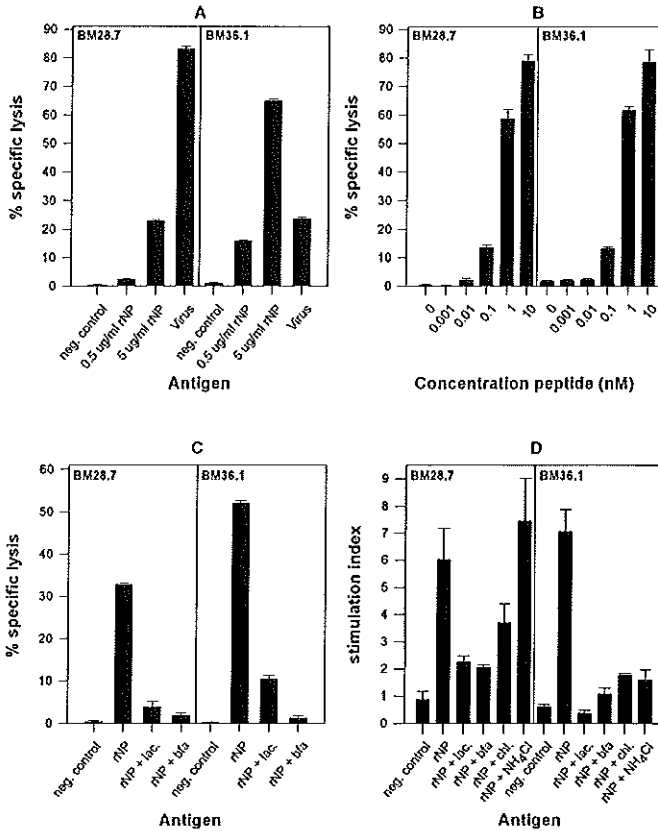 A
BM28.7
BM36.1
90
80
70
60
50
40
30
20
10
0
% specific lysis
neg. control
0.5 ug/ml rNP
5 ug/ml rNP
Virus
neg. control
0.5 ug/ml rNP
5 ug/ml rNP
Virus
Antigen
B
BM28.7
BM36.1
90
80
70
60
50
40
30
20
10
0
% specific lysis
0
0.001
0.01
0.1
1
10
0
0.001
0.01
0.1
1
10
Concentration peptide (nM)
C
BM28.7
BM36.1
60
50
40
30
20
10
0
% specific lysis
neg. control
rNP
rNP + lac.
rNP + bfa
neg. control
rNP
rNP + lac.
rNP + bfa
Antigen
D
BM28.7
BM36.1
9
8
7
6
5
4
3
2
1
0
stimulation index
neg. control
rNP
rNP + lac.
rNP + bfa
rNP + chl.
rNP + NH4Cl
neg. control
rNP
rNP + lac.
rNP + bfa
rNP + chl.
rNP + NH4Cl
Antigen